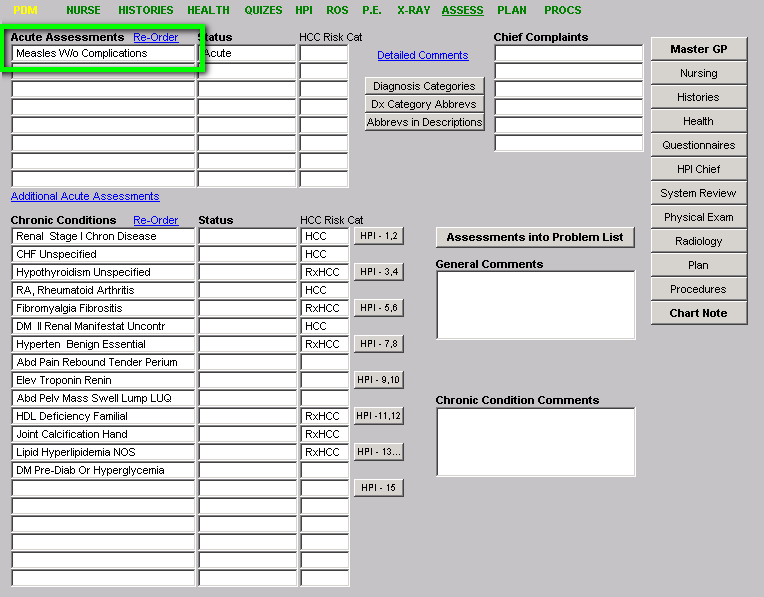 PDM NURSE HISTORIES HEALTH QUIZES HPI ROS P.E. X-RAY ASSESS PLAN PROCS
Acute Assessments Re-Order Status HCC Risk Cat
Measles W/o Complications Acute
Detailed Comments
Diagnosis Categories
Dx Category Abbrevs
Abbrevs in Descriptions
Chief Complaints
Master GP
Nursing
Histories
Health
Questionnaires
HPI Chief
System Review
Physical Exam
Radiology
Plan
Procedures
Chart Note
Additional Acute Assessments
Chronic Conditions Re-Order Status HCC Risk Cat
Renal Stage I Chron Disease HCC HPI - 1,2
CHF Unspecified HCC
Hypothyroidism Unspecified RxHCC HPI - 3,4
RA, Rheumatoid Arthritis HCC
Fibromyalgia Fibrositis RxHCC HPI - 5,6
DM II Renal Manifestat Uncontr HCC
Hyperten Benign Essential RxHCC HPI - 7,8
Abd Pain Rebound Tender Perium
Elev Troponin Renin HPI - 9,10
Abd Pelv Mass Swell Lump LUQ
HDL Deficiency Familial RxHCC HPI -11,12
Joint Calcification Hand RxHCC
Lipid Hyperlipidemia NOS RxHCC HPI - 13...
DM Pre-Diab Or Hyperglycemia
HPI - 15
Assessments into Problem List
General Comments
Chronic Condition Comments